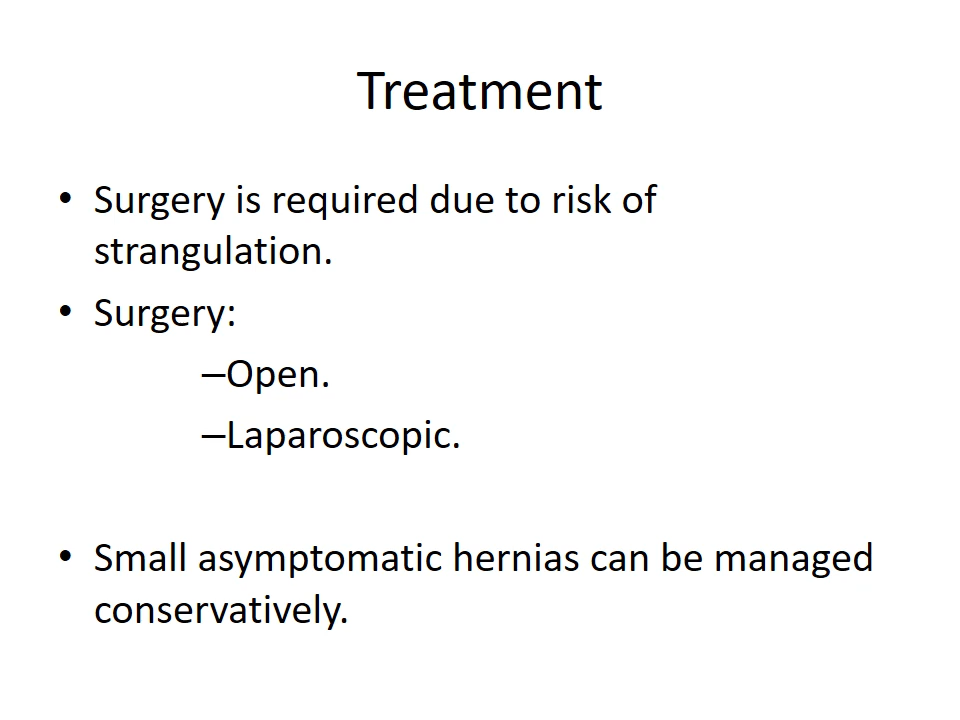 Treatment
• Surgery is required due to risk of
strangulation.
• Surgery:
–Open.
–Laparoscopic.
• Small asymptomatic hernias can be managed
conservatively.